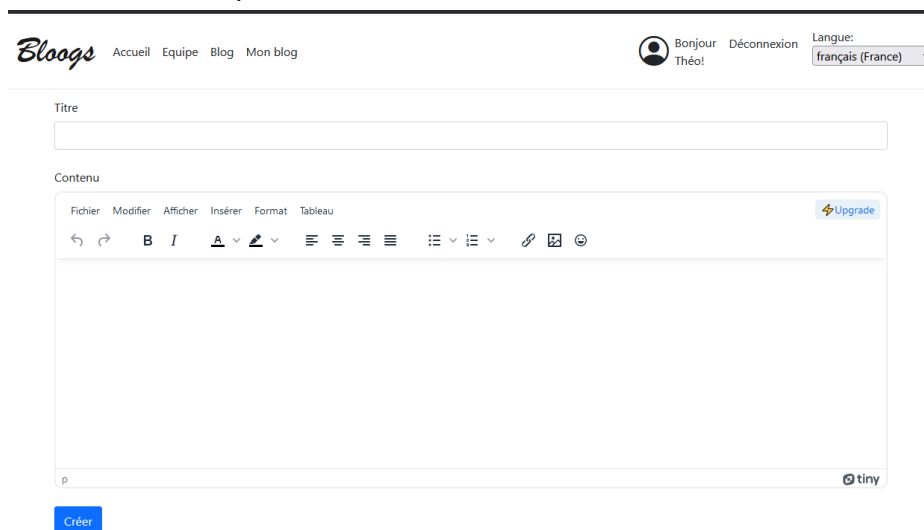 Bloogs Accueil Equipe Blog Mon blog Bonjour Théo! Déconnexion Langue:
français (France)
Titre
Contenu
Fichier Modifier Afficher Insérer Format Tableau ⚡Upgrade
B I A
p tiny
Créer